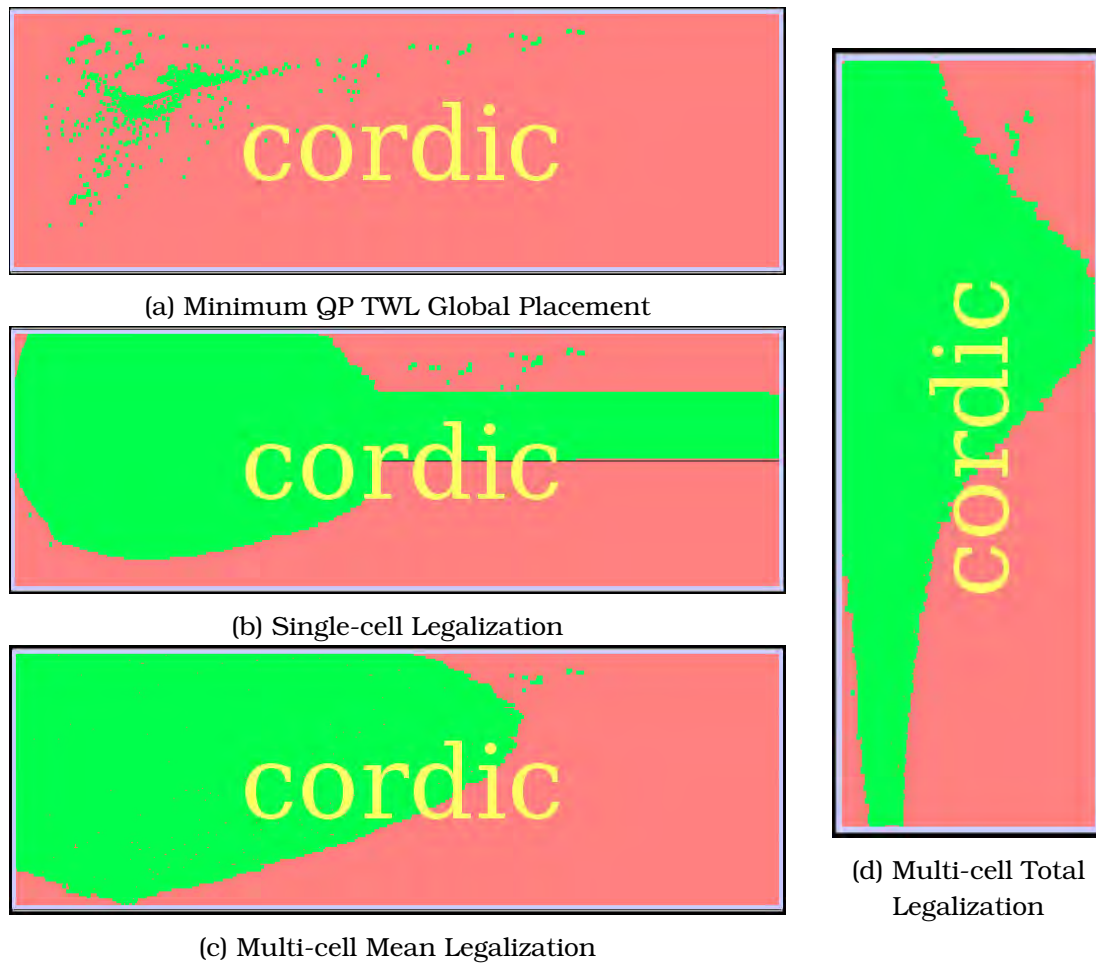 cordic
(a) Minimum QP TWL Global Placement
cordic
(b) Single-cell Legalization
cordic
(c) Multi-cell Mean Legalization
cordic
(d) Multi-cell Total
Legalization